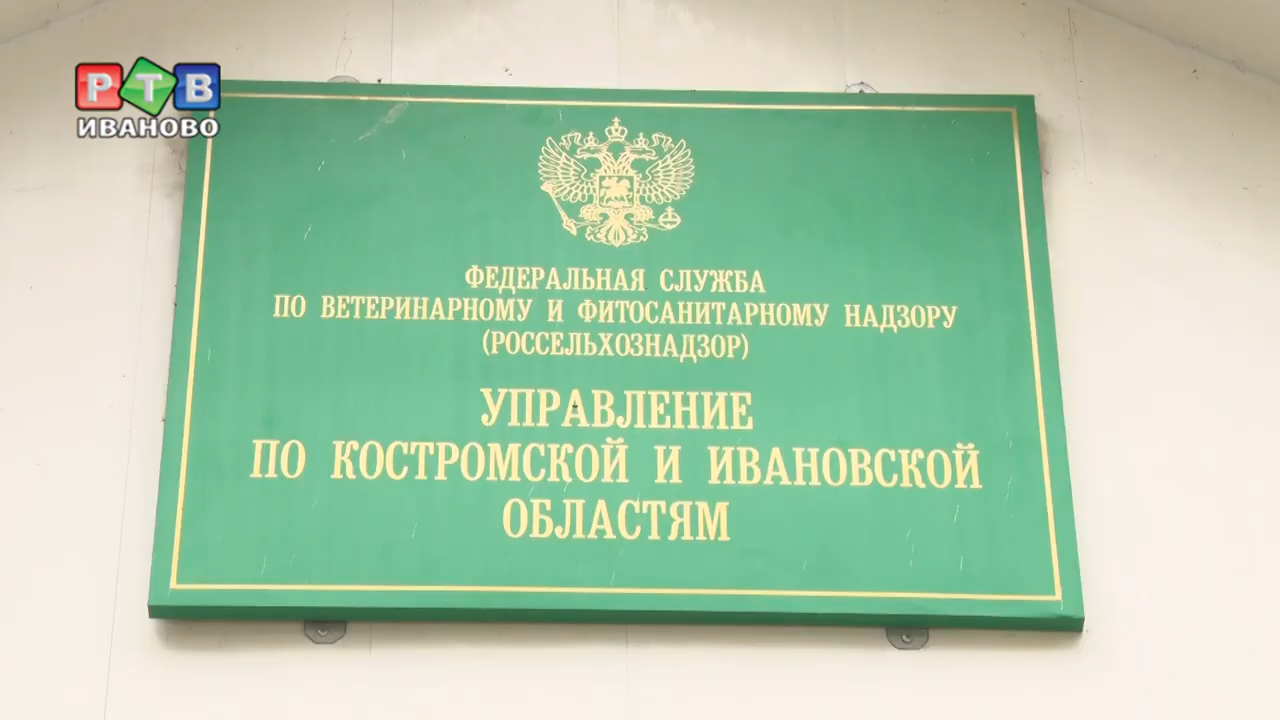 РТВ
ИВАНОВО
ФЕДЕРАЛЬНАЯ СЛУЖБА
ПО ВЕТЕРИНАРНОМУ И ФИТОСАНИТАРНОМУ НАДЗОРУ
(РОССЕЛЬХОЗНАДЗОР)
УПРАВЛЕНИЕ
ПО КОСТРОМСКОЙ И ИВАНОВСКОЙ
ОБЛАСТЯМ